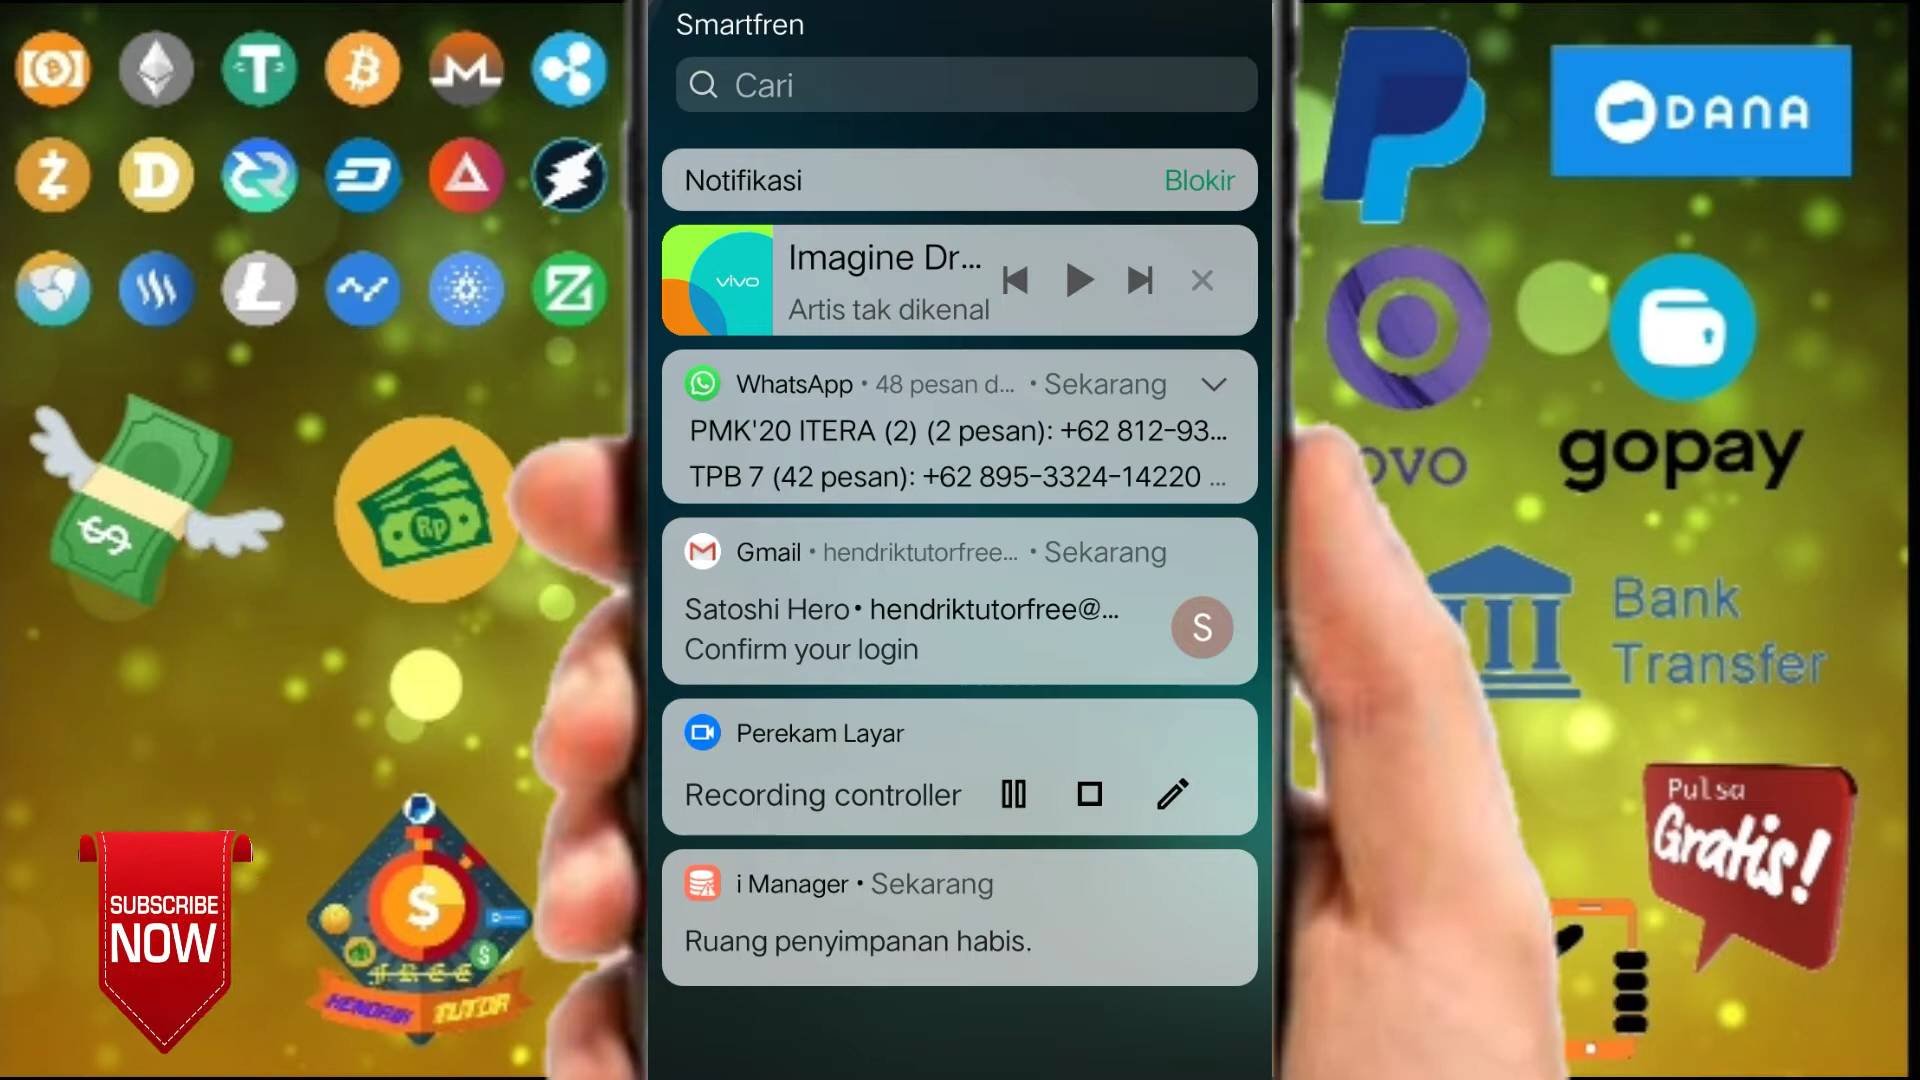 Smartfren
Cari
Notifikasi
Blokir
vivo
Imagine Dr...
Artis tak dikenal
WhatsApp • 48 pesan d... • Sekarang
PMK'20 ITERA (2) (2 pesan): +62 812-93...
TPB 7 (42 pesan): +62 895-3324-14220 ...
Gmail • hendriktutorfree... • Sekarang
Satoshi Hero • hendriktutorfree@...
Confirm your login
S
Perekam Layar
Recording controller
i Manager • Sekarang
Ruang penyimpanan habis.
Rp
$
SUBSCRIBE
NOW
$
FREE
HENDRIK TUTOR
DANA
ovo
gopay
Bank
Transfer
Pulsa
Gratis!